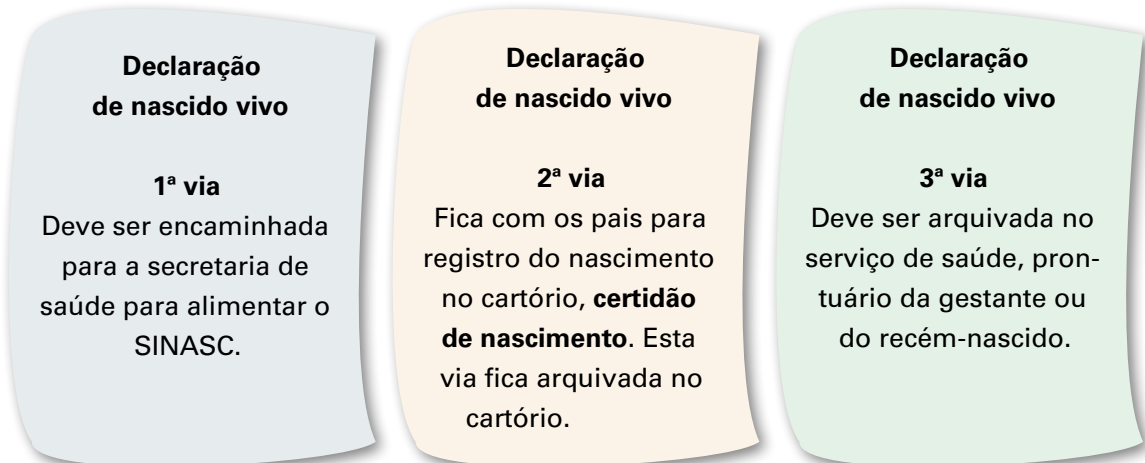 Declaração
de nascido vivo
1ª via
Deve ser encaminhada
para a secretaria de
saúde para alimentar o
SINASC.
Declaração
de nascido vivo
2ª via
Fica com os pais para
registro do nascimento
no cartório, certidão
de nascimento. Esta
via fica arquivada no
cartório.
Declaração
de nascido vivo
3ª via
Deve ser arquivada no
serviço de saúde, pron-
tuário da gestante ou
do recém-nascido.